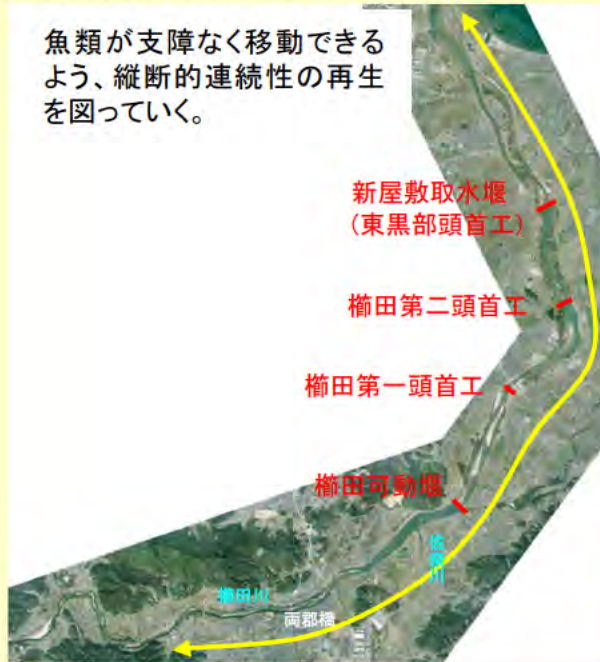 魚類が支障なく移動できる
よう、縦断的連続性の再生
を図っていく。
新屋敷取水堰
(東黒部頭首工)
櫛田第二頭首工
櫛田第一頭首工
櫛田可動堰
佐奈川
櫛田川
両郡橋